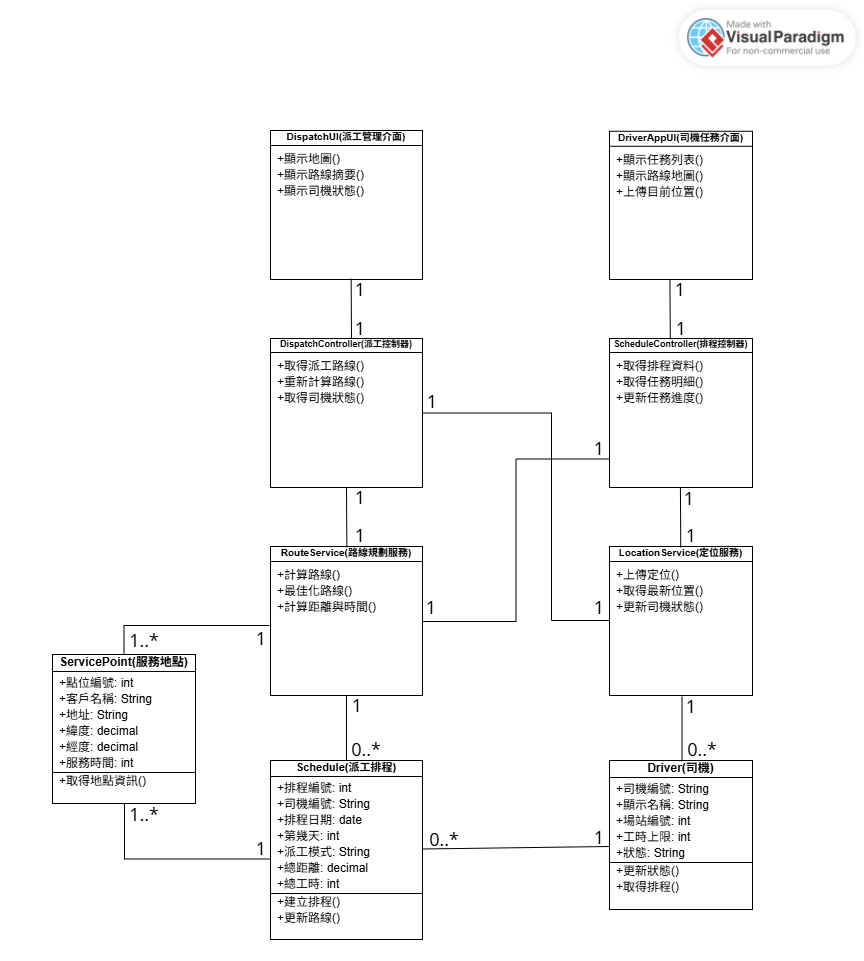 Made with
Visual Paradigm
For non-commercial use
DispatchUI(派工管理介面)
+顯示地圖()
+顯示路線摘要()
+顯示司機狀態()
DriverAppUI(司機任務介面)
+顯示任務列表()
+顯示路線地圖()
+上傳目前位置()
1
1
1
1
DispatchController(派工控制器)
+取得派工路線()
+重新計算路線()
+取得司機狀態()
ScheduleController(排程控制器)
+取得排程資料()
+取得任務明細()
+更新任務進度()
1
1
1
1
1
1
RouteService(路線規劃服務)
+計算路線()
+最佳化路線()
+計算距離與時間()
LocationService(定位服務)
+上傳定位()
+取得最新位置()
+更新司機狀態()
1
1
1..*
1
ServicePoint(服務地點)
+點位編號: int
+客戶名稱: String
+地址: String
+緯度: decimal
+經度: decimal
+服務時間: int
+取得地點資訊()
1
1
0..*
0..*
Schedule(派工排程)
+排程編號: int
+司機編號: String
+排程日期: date
+第幾天: int
+派工模式: String
+總距離: decimal
+總工時: int
+建立排程()
+更新路線()
Driver(司機)
+司機編號: String
+顯示名稱: String
+場站編號: int
+工時上限: int
+狀態: String
+更新狀態()
+取得排程()
1..*
1
0..*
1